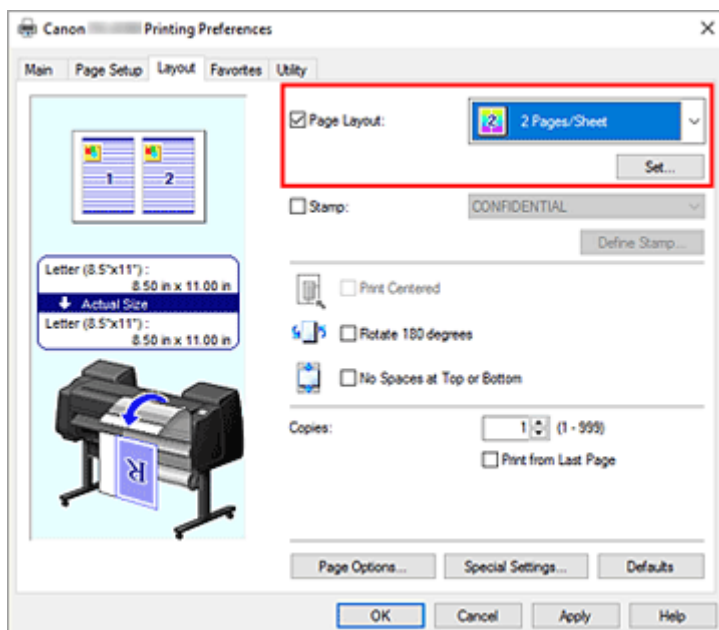 Canon Printing Preferences
Main Page Setup Layout Favorites Utility
1 2
Page Layout: 2 2 Pages/Sheet
Set...
Stamp: CONFIDENTIAL
Define Stamp...
Letter (8.5"x11") :
8.50 in x 11.00 in
Actual Size
Letter (8.5"x11") :
8.50 in x 11.00 in
Print Centered
Rotate 180 degrees
No Spaces at Top or Bottom
R
Copies: 1 (1 - 999)
Print from Last Page
Page Options... Special Settings... Defaults
OK Cancel Apply Help